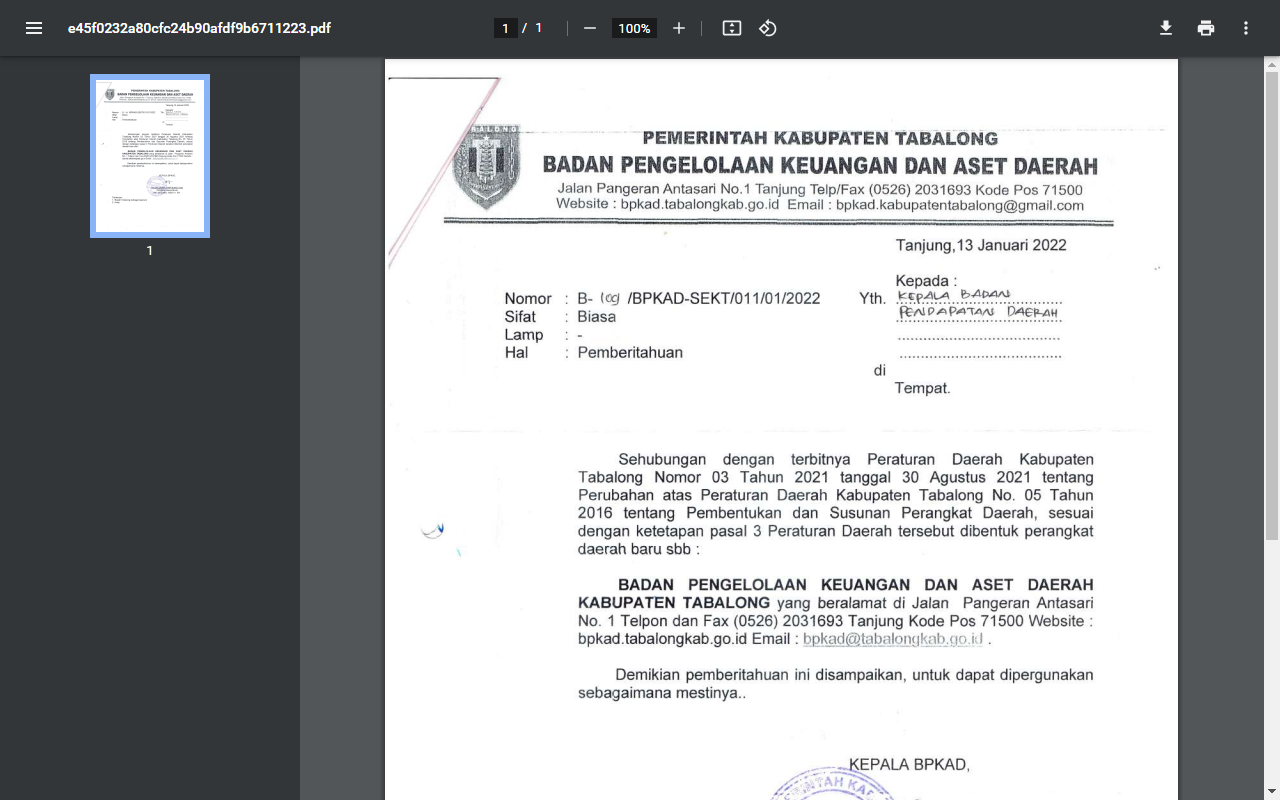 e45f0232a80cfc24b90afdf9b6711223.pdf
1 / 1
100%
1
BALONG
PEMERINTAH KABUPATEN TABALONG
BADAN PENGELOLAAN KEUANGAN DAN ASET DAERAH
Jalan Pangeran Antasari No.1 Tanjung Telp/Fax (0526) 2031693 Kode Pos 71500
Website : bpkad.tabalongkab.go.id Email : bpkad.kabupatentabalong@gmail.com
Tanjung,13 Januari 2022
Kepada :
Nomor : B- 109 /BPKAD-SEKT/011/01/2022
Yth. KEPALA BADAN
Sifat : Biasa
PENDAPATAN DAERAH
Lamp : -
Hal : Pemberitahuan
di
Tempat.
Sehubungan dengan terbitnya Peraturan Daerah Kabupaten
Tabalong Nomor 03 Tahun 2021 tanggal 30 Agustus 2021 tentang
Perubahan atas Peraturan Daerah Kabupaten Tabalong No. 05 Tahun
2016 tentang Pembentukan dan Susunan Perangkat Daerah, sesuai
dengan ketetapan pasal 3 Peraturan Daerah tersebut dibentuk perangkat
daerah baru sbb :
BADAN PENGELOLAAN KEUANGAN DAN ASET DAERAH
KABUPATEN TABALONG yang beralamat di Jalan Pangeran Antasari
No. 1 Telpon dan Fax (0526) 2031693 Tanjung Kode Pos 71500 Website :
bpkad.tabalongkab.go.id Email : bpkad@tabalongkab.go.id .
Demikian pemberitahuan ini disampaikan, untuk dapat dipergunakan
sebagaimana mestinya..
KEPALA BPKAD,